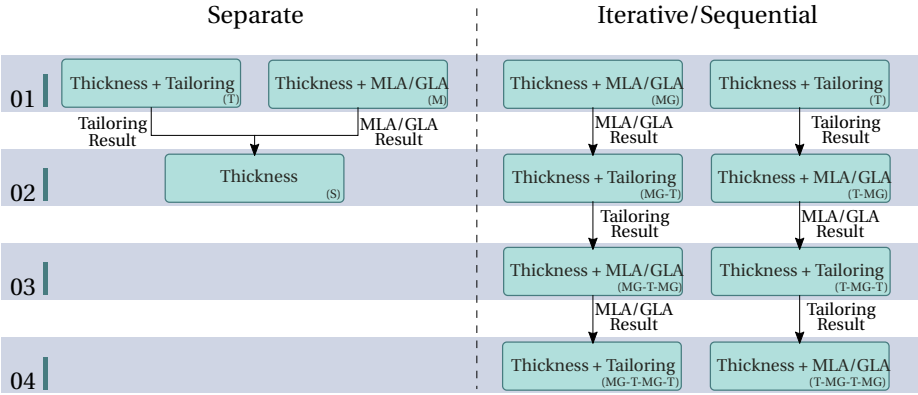 Separate
Iterative/Sequential
01
Thickness + Tailoring
(T)
Thickness + MLA/GLA
(M)
Thickness + MLA/GLA
(MG)
Thickness + Tailoring
(T)
Tailoring
Result
MLA/GLA
Result
MLA/GLA
Result
Tailoring
Result
02
Thickness
(S)
Thickness + Tailoring
(MG-T)
Thickness + MLA/GLA
(T-MG)
Tailoring
Result
MLA/GLA
Result
03
Thickness + MLA/GLA
(MG-T-MG)
Thickness + Tailoring
(T-MG-T)
MLA/GLA
Result
Tailoring
Result
04
Thickness + Tailoring
(MG-T-MG-T)
Thickness + MLA/GLA
(T-MG-T-MG)